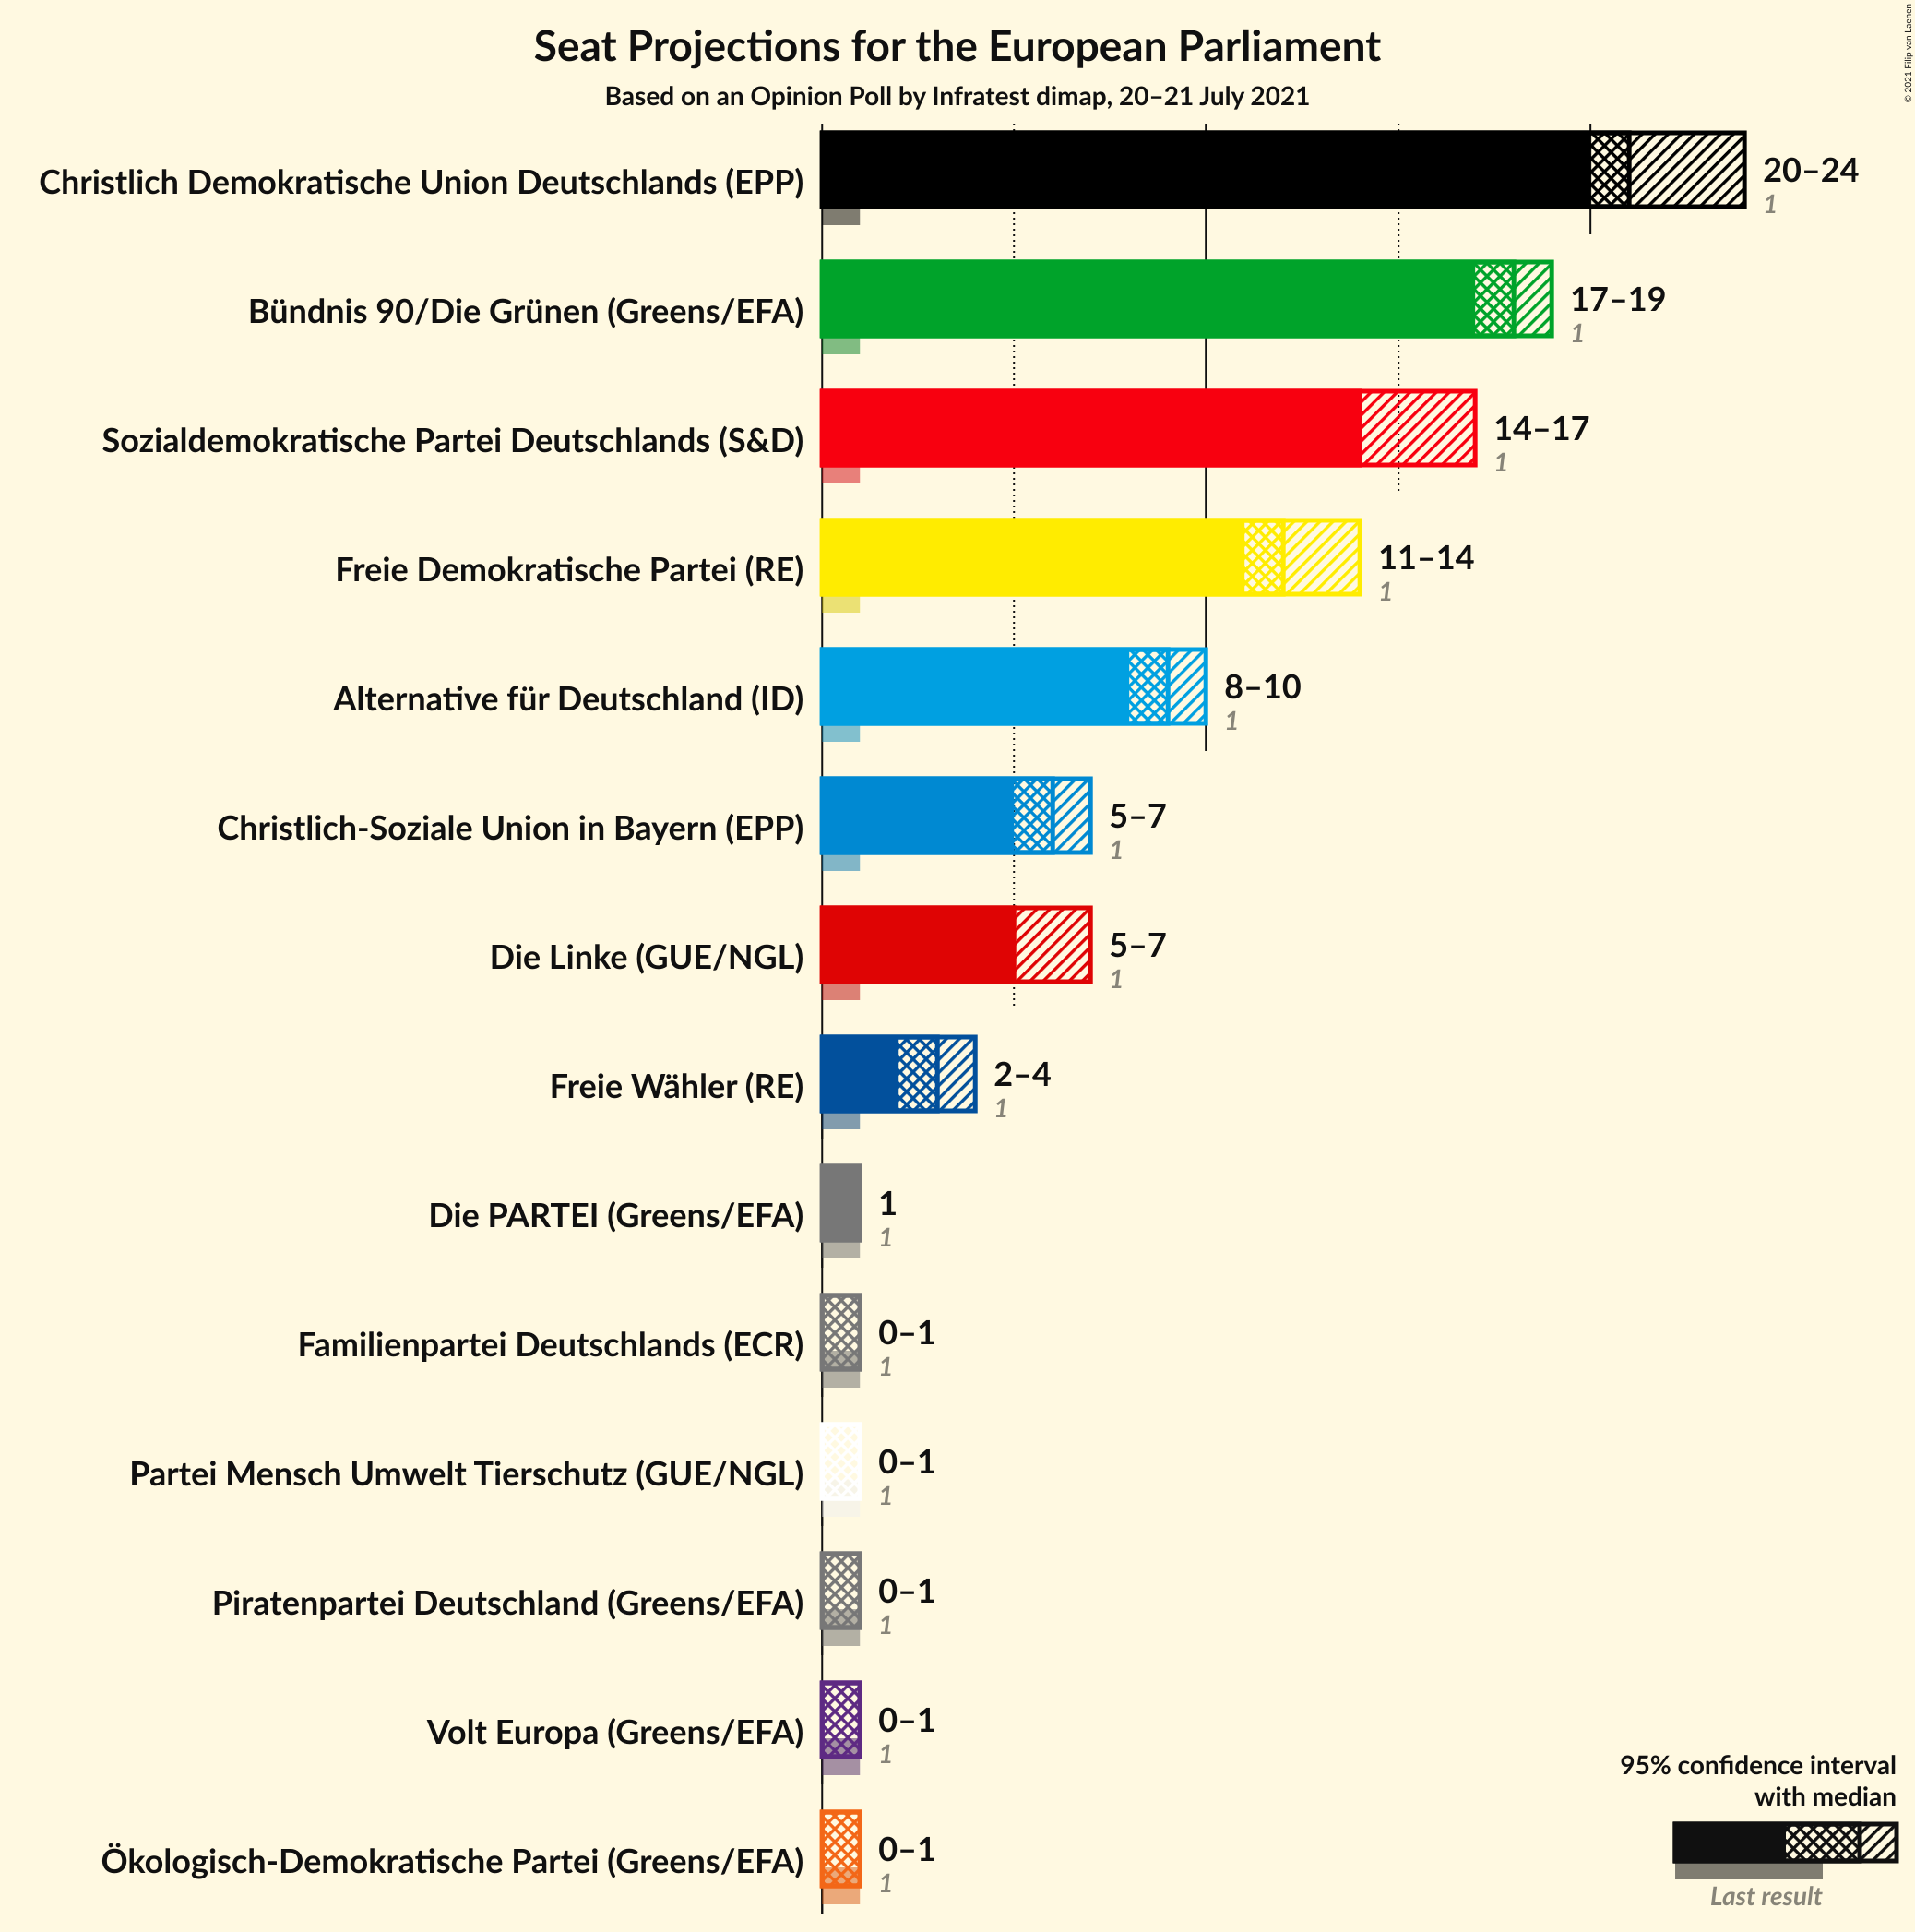 Seat Projections for the European Parliament
Based on an Opinion Poll by Infratest dimap, 20–21 July 2021
© 2021 Filip van Laenen
Christlich Demokratische Union Deutschlands (EPP)
20–24
1
Bündnis 90/Die Grünen (Greens/EFA)
17–19
1
Sozialdemokratische Partei Deutschlands (S&D)
14–17
1
Freie Demokratische Partei (RE)
11–14
1
Alternative für Deutschland (ID)
8–10
1
Christlich-Soziale Union in Bayern (EPP)
5–7
1
Die Linke (GUE/NGL)
5–7
1
Freie Wähler (RE)
2–4
1
Die PARTEI (Greens/EFA)
1
1
Familienpartei Deutschlands (ECR)
0–1
1
Partei Mensch Umwelt Tierschutz (GUE/NGL)
0–1
1
Piratenpartei Deutschland (Greens/EFA)
0–1
1
Volt Europa (Greens/EFA)
0–1
1
Ökologisch-Demokratische Partei (Greens/EFA)
0–1
1
95% confidence interval
with median
Last result